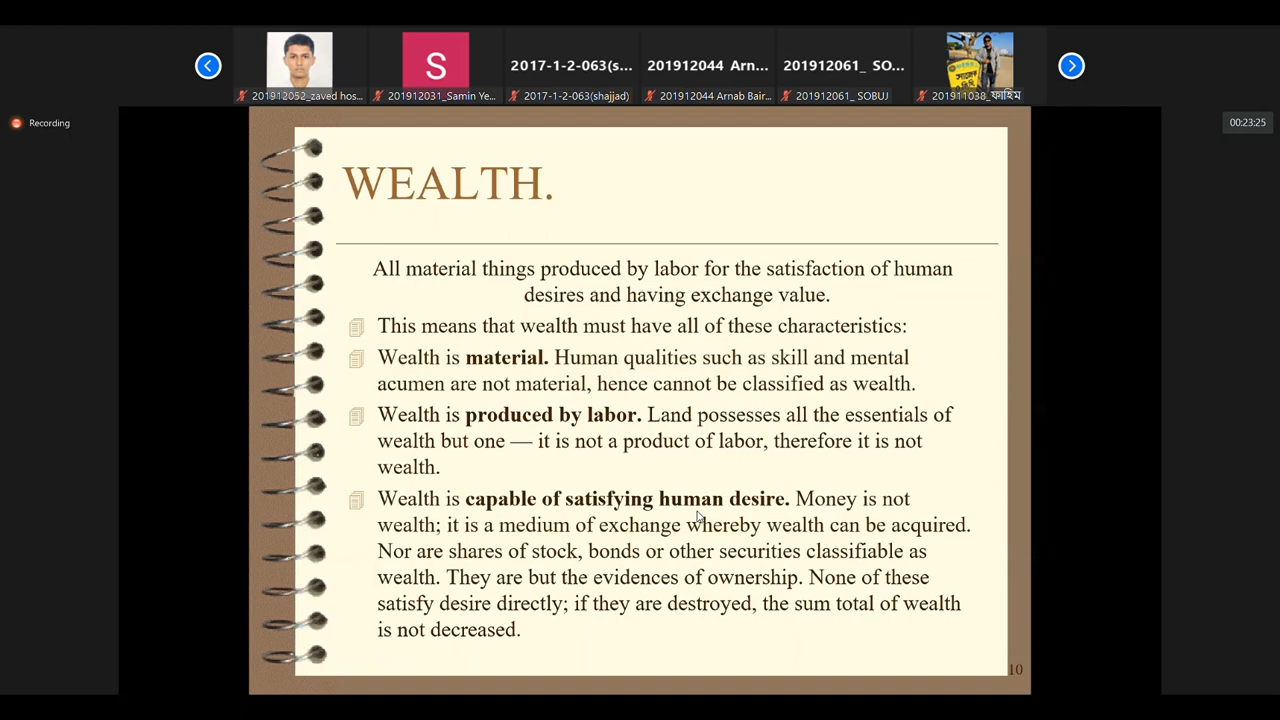 S
2017-1-2-063(s...
201912044 Arn...
201912061_ SO...
201912052_zaved hos...
201912031_Samin Ye...
2017-1-2-063(shajjad)
201912044 Arnab Bair...
201912061_ SOBUJ
201911038_ফাহিম
Recording
00:23:25
WEALTH.
All material things produced by labor for the satisfaction of human
desires and having exchange value.
This means that wealth must have all of these characteristics:
Wealth is material. Human qualities such as skill and mental
acumen are not material, hence cannot be classified as wealth.
Wealth is produced by labor. Land possesses all the essentials of
wealth but one — it is not a product of labor, therefore it is not
wealth.
Wealth is capable of satisfying human desire. Money is not
wealth; it is a medium of exchange whereby wealth can be acquired.
Nor are shares of stock, bonds or other securities classifiable as
wealth. They are but the evidences of ownership. None of these
satisfy desire directly; if they are destroyed, the sum total of wealth
is not decreased.
10